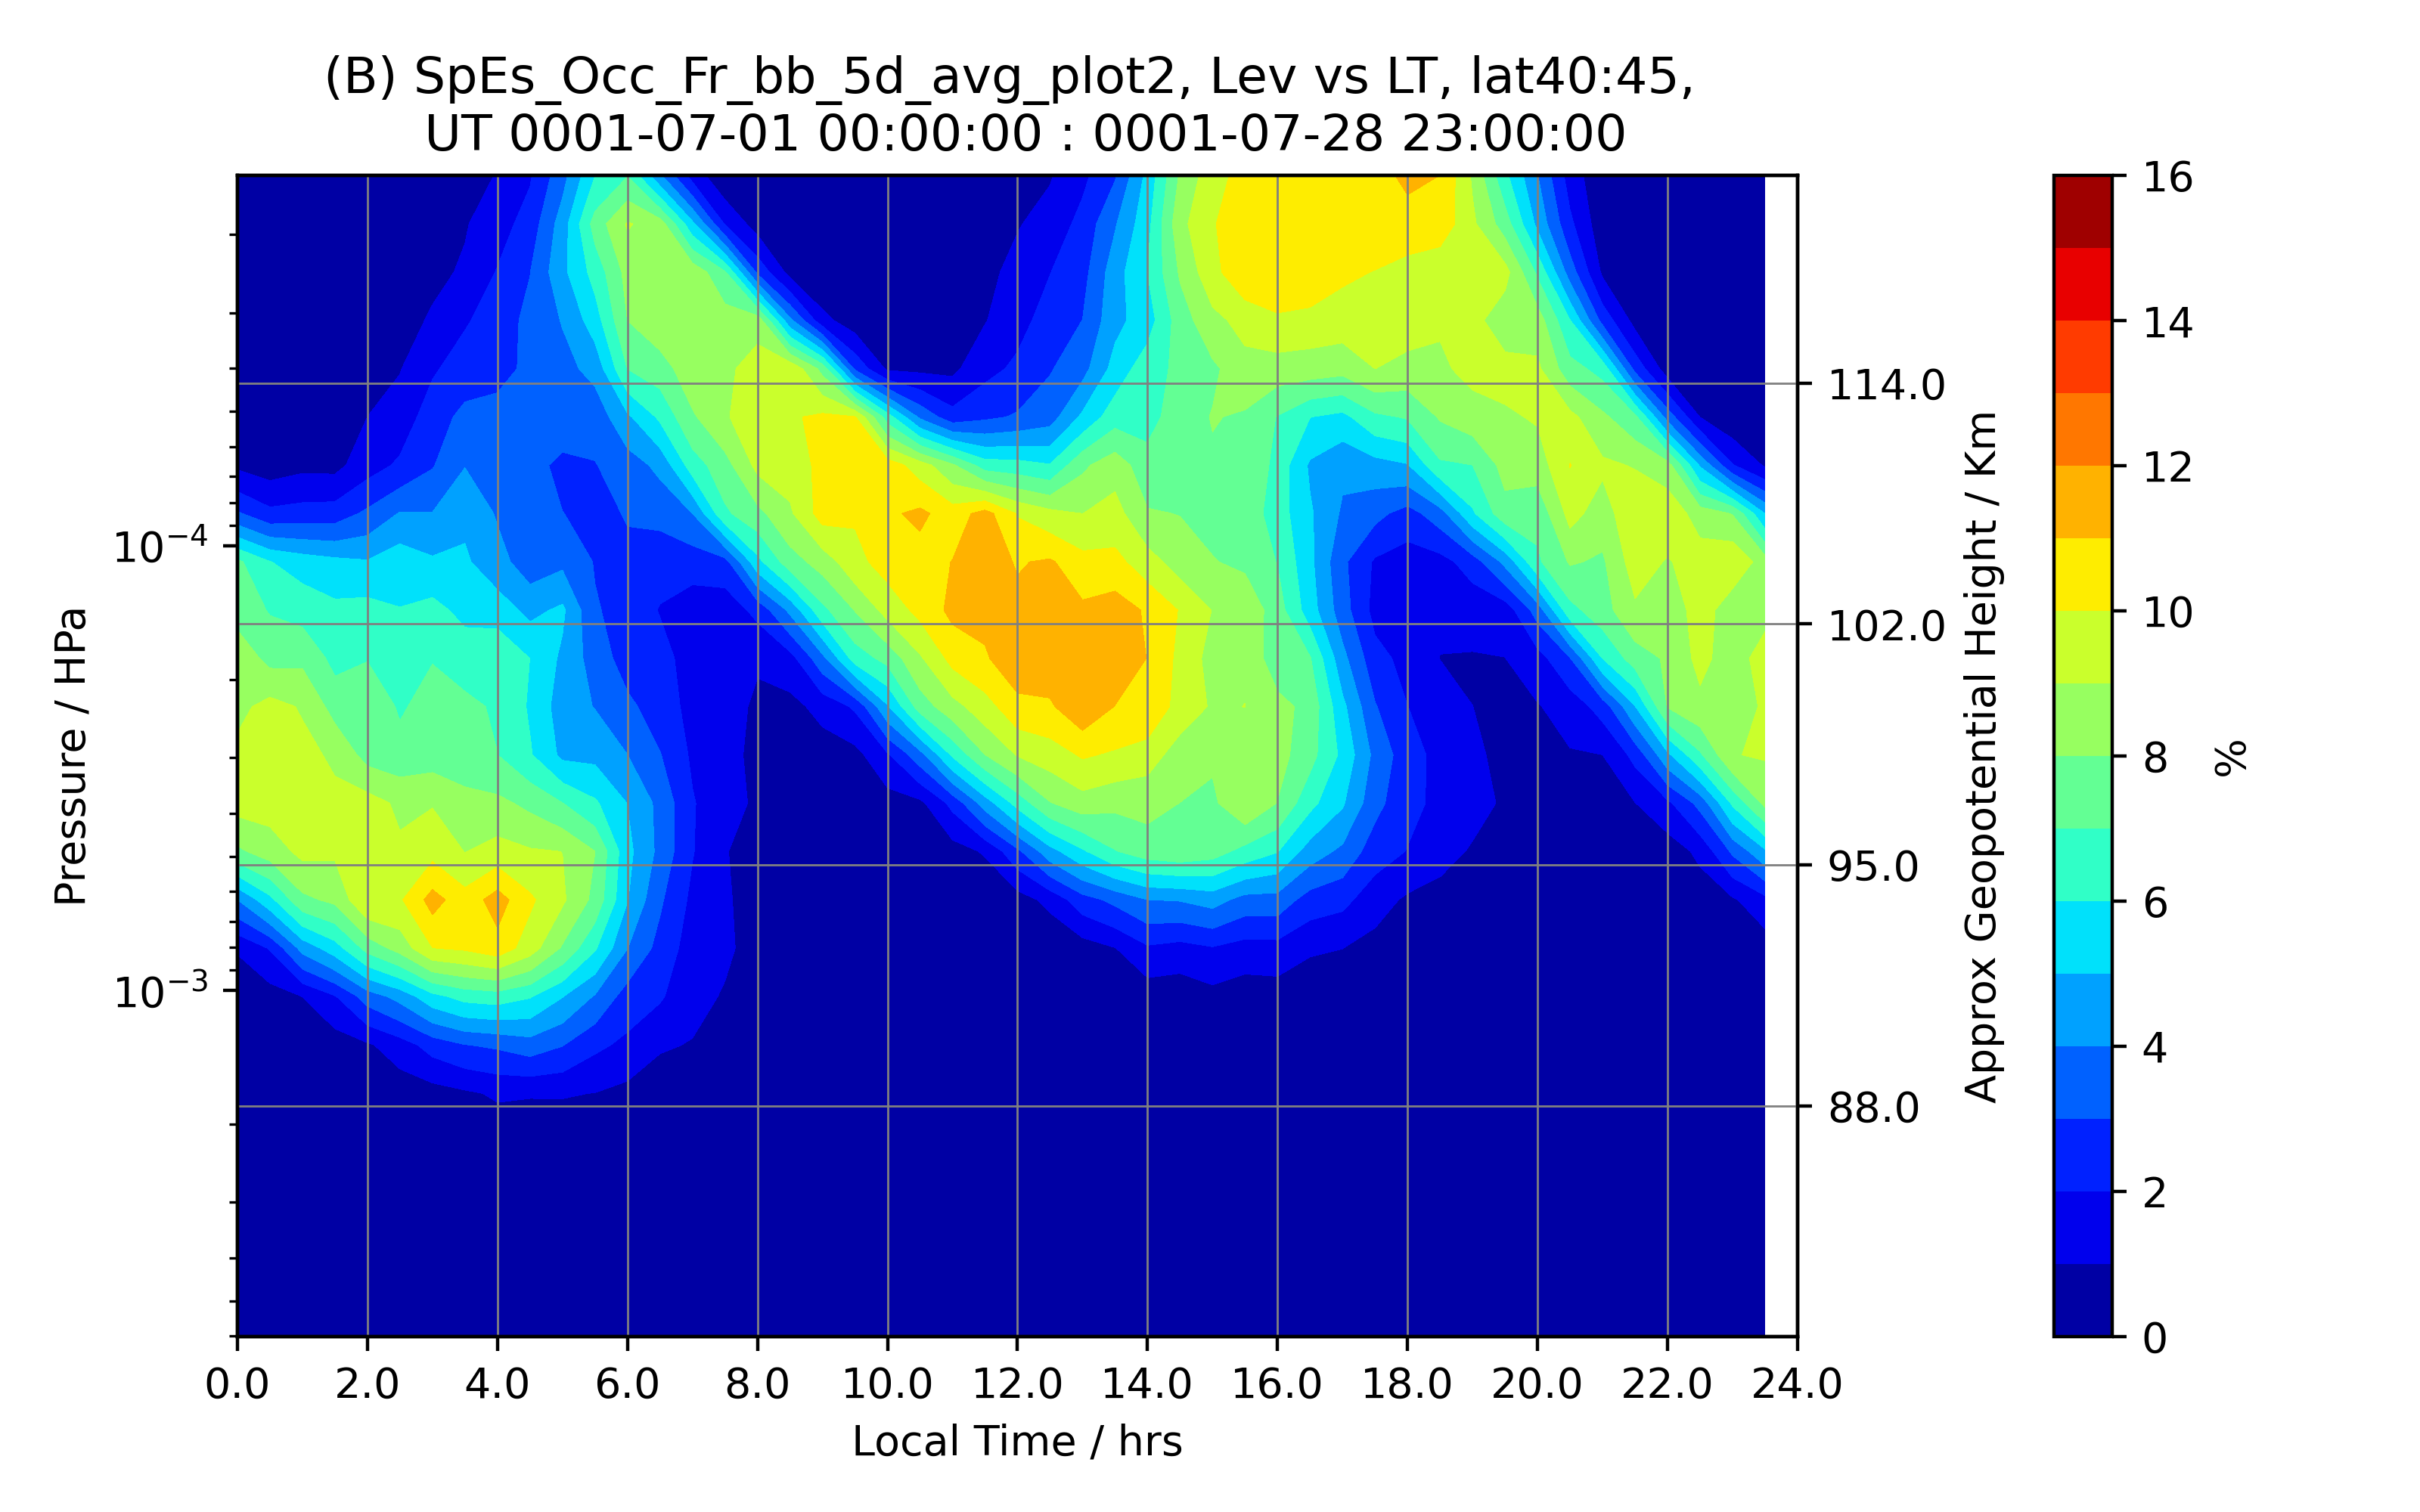 (B) SpEs_Occ_Fr_bb_5d_avg_plot2, Lev vs LT, lat40:45,
UT 0001-07-01 00:00:00 : 0001-07-28 23:00:00
Pressure / HPa
10⁻⁴
10⁻³
0.0 2.0 4.0 6.0 8.0 10.0 12.0 14.0 16.0 18.0 20.0 22.0 24.0
Local Time / hrs
114.0
102.0
95.0
88.0
Approx Geopotential Height / Km
16
14
12
10
8
6
4
2
0
%